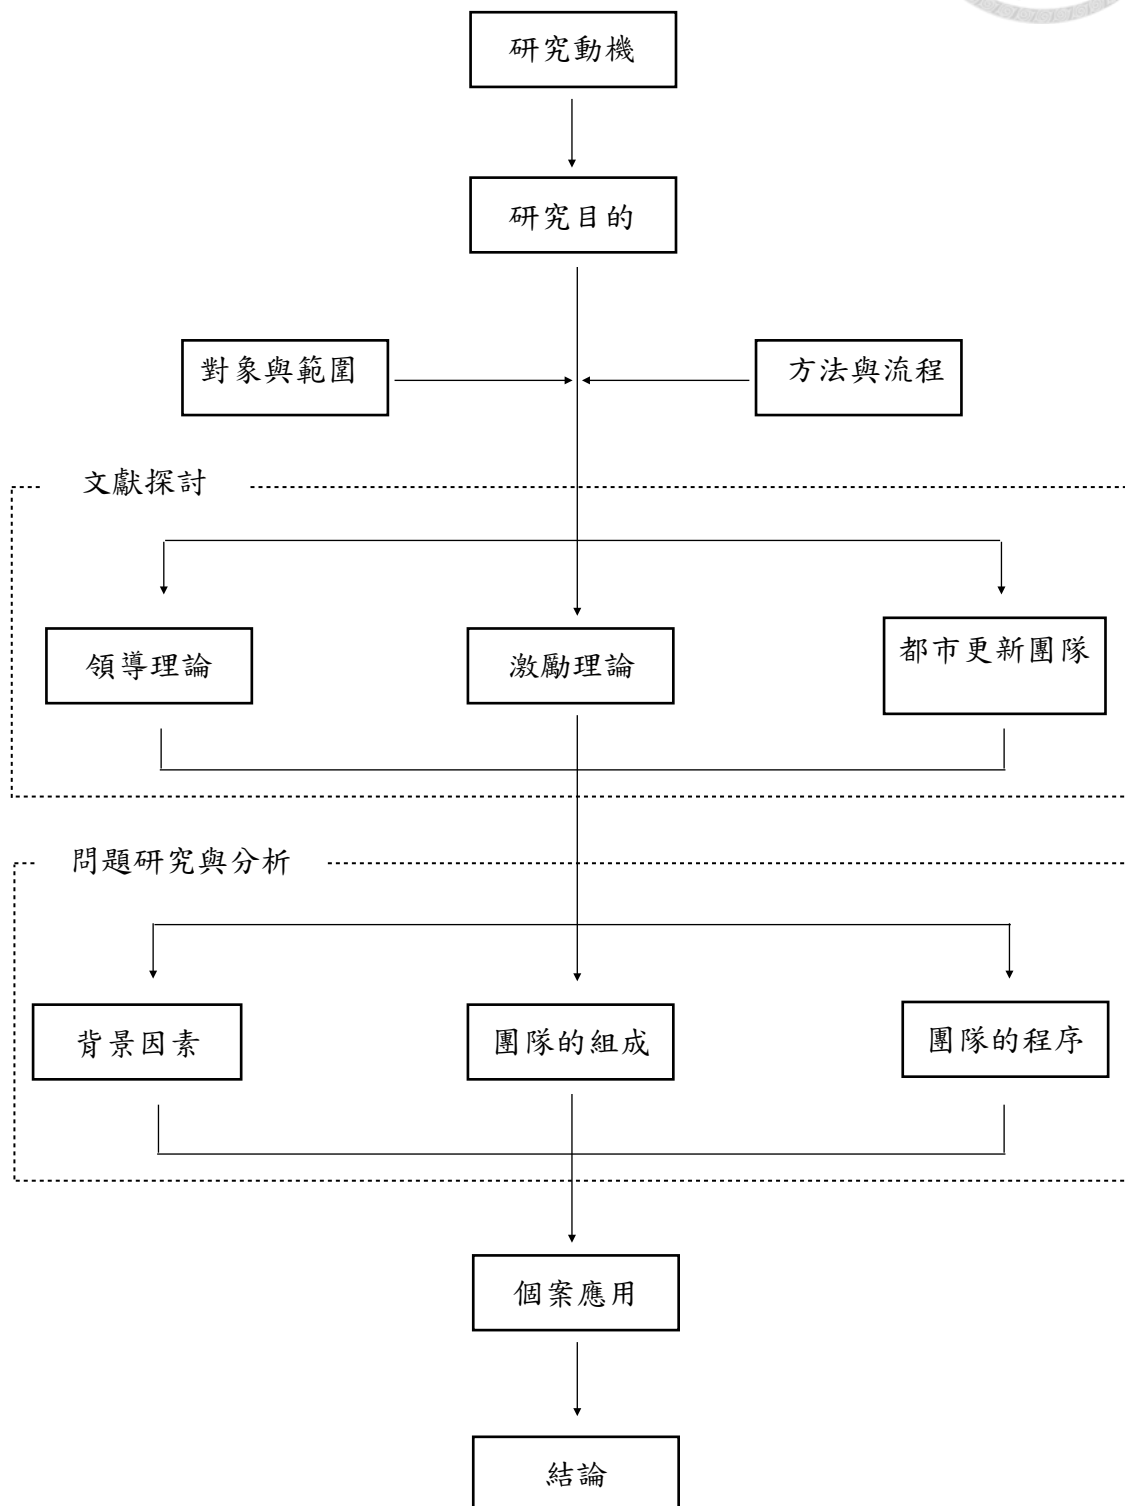 研究動機
研究目的
對象與範圍
方法與流程
文獻探討
領導理論
激勵理論
都市更新團隊
問題研究與分析
背景因素
團隊的組成
團隊的程序
個案應用
結論